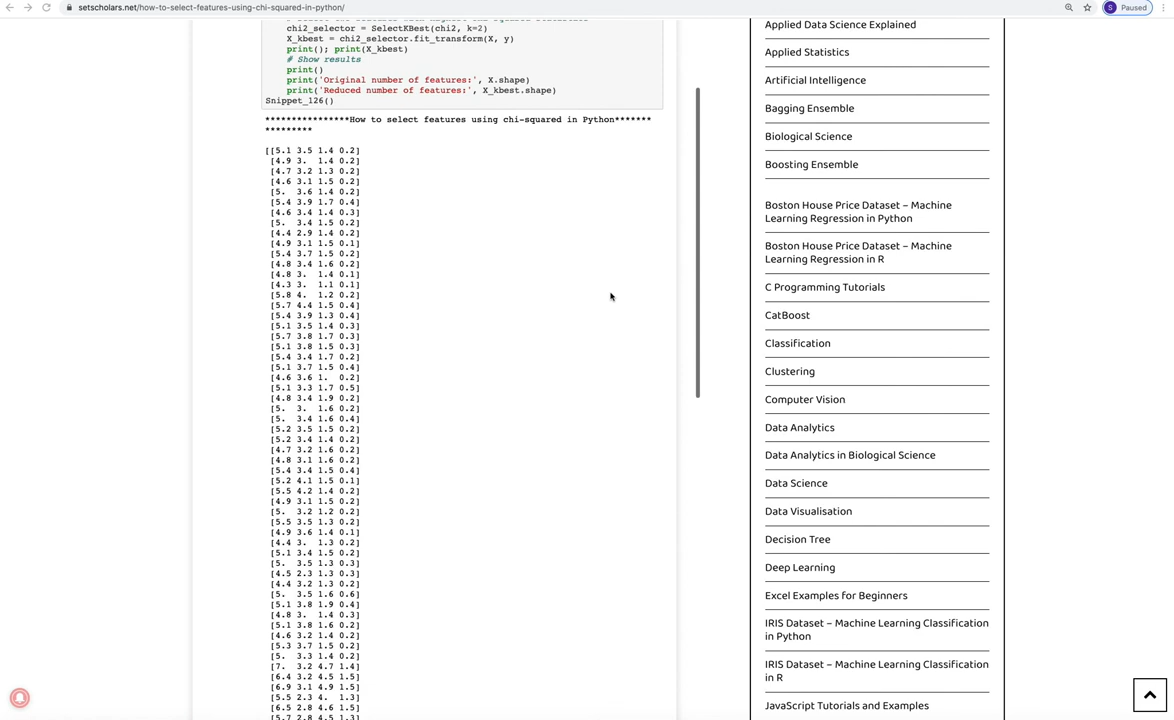 setscholars.net/how-to-select-features-using-chi-squared-in-python/
S
Paused
chi2_selector = SelectKBest(chi2, k=2)
X_kbest = chi2_selector.fit_transform(X, y)
print(); print(X_kbest)
# Show results
print()
print('Original number of features:', X.shape)
print('Reduced number of features:', X_kbest.shape)
Snippet_126()
****************How to select features using chi-squared in Python*******
*********
[[5.1 3.5 1.4 0.2]
[4.9 3.  1.4 0.2]
[4.7 3.2 1.3 0.2]
[4.6 3.1 1.5 0.2]
[5.  3.6 1.4 0.2]
[5.4 3.9 1.7 0.4]
[4.6 3.4 1.4 0.3]
[5.  3.4 1.5 0.2]
[4.4 2.9 1.4 0.2]
[4.9 3.1 1.5 0.1]
[5.4 3.7 1.5 0.2]
[4.8 3.4 1.6 0.2]
[4.8 3.  1.4 0.1]
[4.3 3.  1.1 0.1]
[5.8 4.  1.2 0.2]
[5.7 4.4 1.5 0.4]
[5.4 3.9 1.3 0.4]
[5.1 3.5 1.4 0.3]
[5.7 3.8 1.7 0.3]
[5.1 3.8 1.5 0.3]
[5.4 3.4 1.7 0.2]
[5.1 3.7 1.5 0.4]
[4.6 3.6 1.  0.2]
[5.1 3.3 1.7 0.5]
[4.8 3.4 1.9 0.2]
[5.  3.  1.6 0.2]
[5.  3.4 1.6 0.4]
[5.2 3.5 1.5 0.2]
[5.2 3.4 1.4 0.2]
[4.7 3.2 1.6 0.2]
[4.8 3.1 1.6 0.2]
[5.4 3.4 1.5 0.4]
[5.2 4.1 1.5 0.1]
[5.5 4.2 1.4 0.2]
[4.9 3.1 1.5 0.2]
[5.  3.2 1.2 0.2]
[5.5 3.5 1.3 0.2]
[4.9 3.6 1.4 0.1]
[4.4 3.  1.3 0.2]
[5.1 3.4 1.5 0.2]
[5.  3.5 1.3 0.3]
[4.5 2.3 1.3 0.3]
[4.4 3.2 1.3 0.2]
[5.  3.5 1.6 0.6]
[5.1 3.8 1.9 0.4]
[4.8 3.  1.4 0.3]
[5.1 3.8 1.6 0.2]
[4.6 3.2 1.4 0.2]
[5.3 3.7 1.5 0.2]
[5.  3.3 1.4 0.2]
[7.  3.2 4.7 1.4]
[6.4 3.2 4.5 1.5]
[6.9 3.1 4.9 1.5]
[5.5 2.3 4.  1.3]
[6.5 2.8 4.6 1.5]
[5.7 2.8 4.5 1.3]
Applied Data Science Explained
Applied Statistics
Artificial Intelligence
Bagging Ensemble
Biological Science
Boosting Ensemble
Boston House Price Dataset – Machine
Learning Regression in Python
Boston House Price Dataset – Machine
Learning Regression in R
C Programming Tutorials
CatBoost
Classification
Clustering
Computer Vision
Data Analytics
Data Analytics in Biological Science
Data Science
Data Visualisation
Decision Tree
Deep Learning
Excel Examples for Beginners
IRIS Dataset – Machine Learning Classification
in Python
IRIS Dataset – Machine Learning Classification
in R
JavaScript Tutorials and Examples